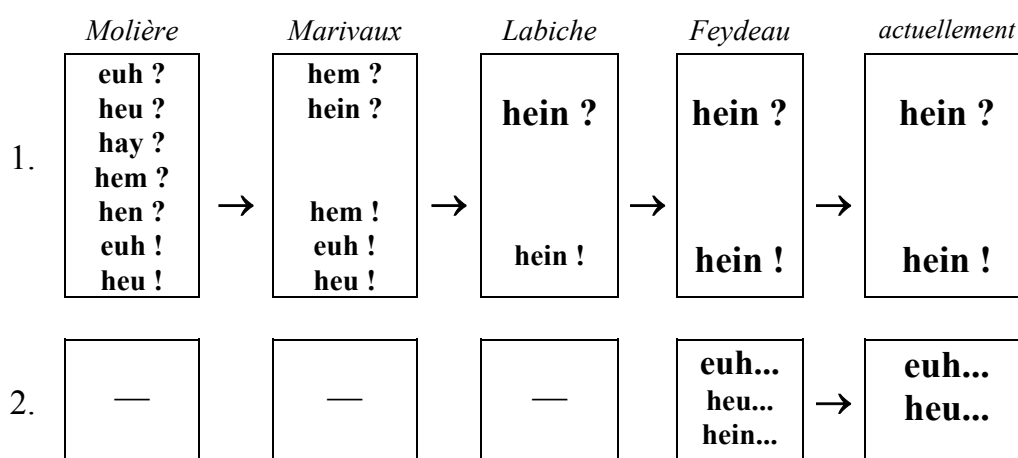 Molière Marivaux Labiche Feydeau actuellement
1.
euh ?
heu ?
hay ?
hem ?
hen ?
euh !
heu !
→
hem ?
hein ?
hem !
euh !
heu !
→
hein ?
hein !
→
hein ?
hein !
→
hein ?
hein !
2.
—
—
—
euh...
heu...
hein...
→
euh...
heu...